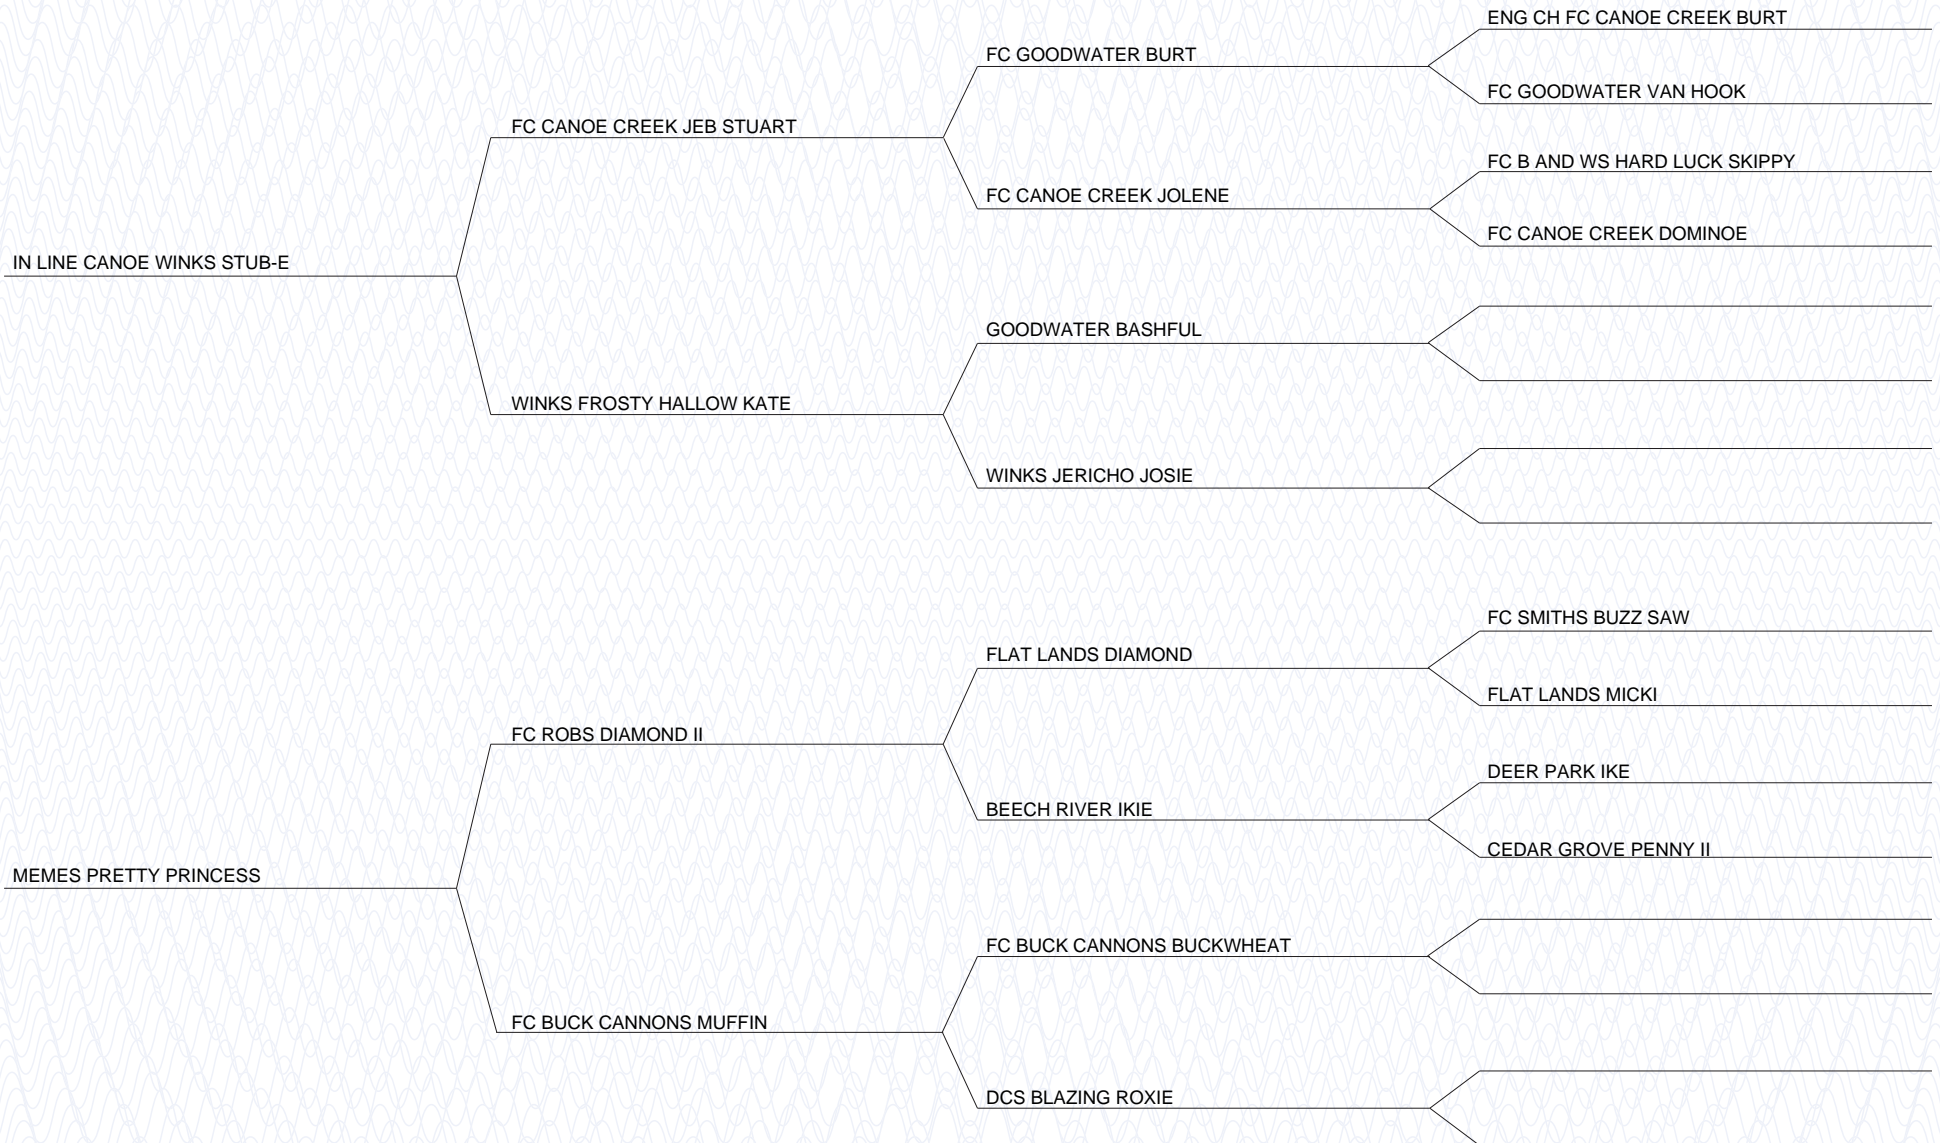 ENG CH FC CANOE CREEK BURT
FC GOODWATER BURT
FC GOODWATER VAN HOOK
FC CANOE CREEK JEB STUART
FC B AND WS HARD LUCK SKIPPY
FC CANOE CREEK JOLENE
FC CANOE CREEK DOMINOE
IN LINE CANOE WINKS STUB-E
GOODWATER BASHFUL
WINKS FROSTY HALLOW KATE
WINKS JERICHO JOSIE
FC SMITHS BUZZ SAW
FLAT LANDS DIAMOND
FLAT LANDS MICKI
FC ROBS DIAMOND II
DEER PARK IKE
BEECH RIVER IKIE
CEDAR GROVE PENNY II
MEMES PRETTY PRINCESS
FC BUCK CANNONS BUCKWHEAT
FC BUCK CANNONS MUFFIN
DCS BLAZING ROXIE